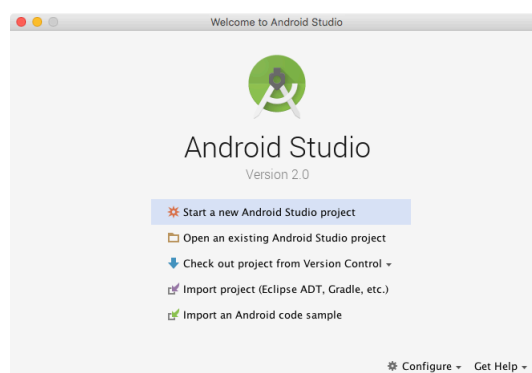 Welcome to Android Studio
Android Studio
Version 2.0
Start a new Android Studio project
Open an existing Android Studio project
Check out project from Version Control
Import project (Eclipse ADT, Gradle, etc.)
Import an Android code sample
Configure Get Help